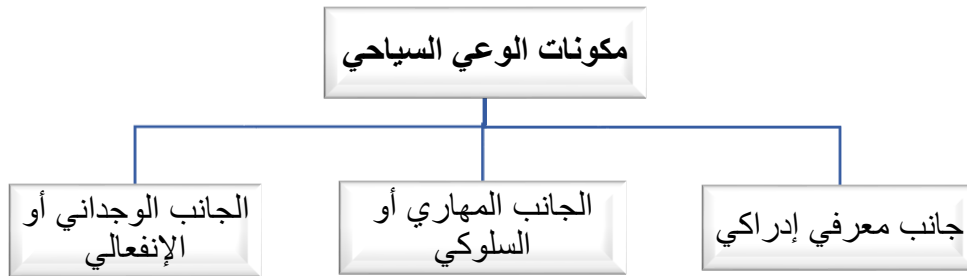 مكونات الوعي السياحي
جانب معرفي إدراكي
الجانب المهاري أو
السلوكي
الجانب الوجداني أو
الإنفعالي